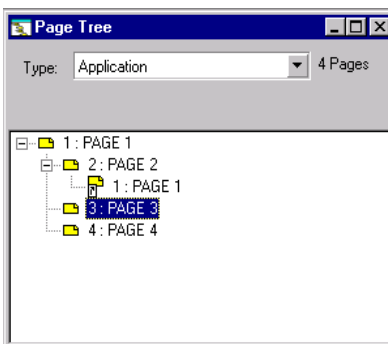 Page Tree
Type: Application 4 Pages
1 : PAGE 1
2 : PAGE 2
1 : PAGE 1
3 : PAGE 3
4 : PAGE 4